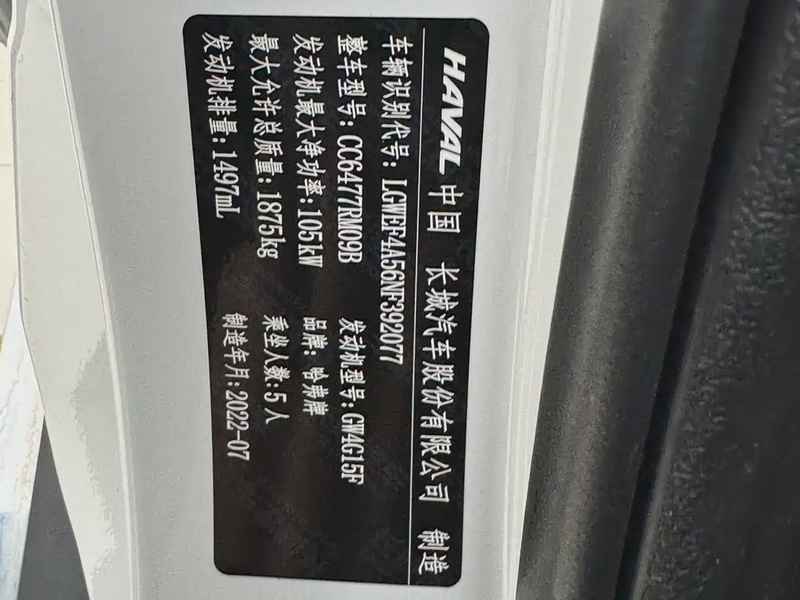 HAVAL 中国 长城汽车股份有限公司 制造
车辆识别代号: LGWEF4A56NF392077
整车型号: CC6477RM09B 发动机型号: GW4G15F
发动机最大净功率: 105kW 品牌: 哈弗牌
最大允许总质量: 1875kg 乘坐人数: 5人
发动机排量: 1497mL 制造年月: 2022-07